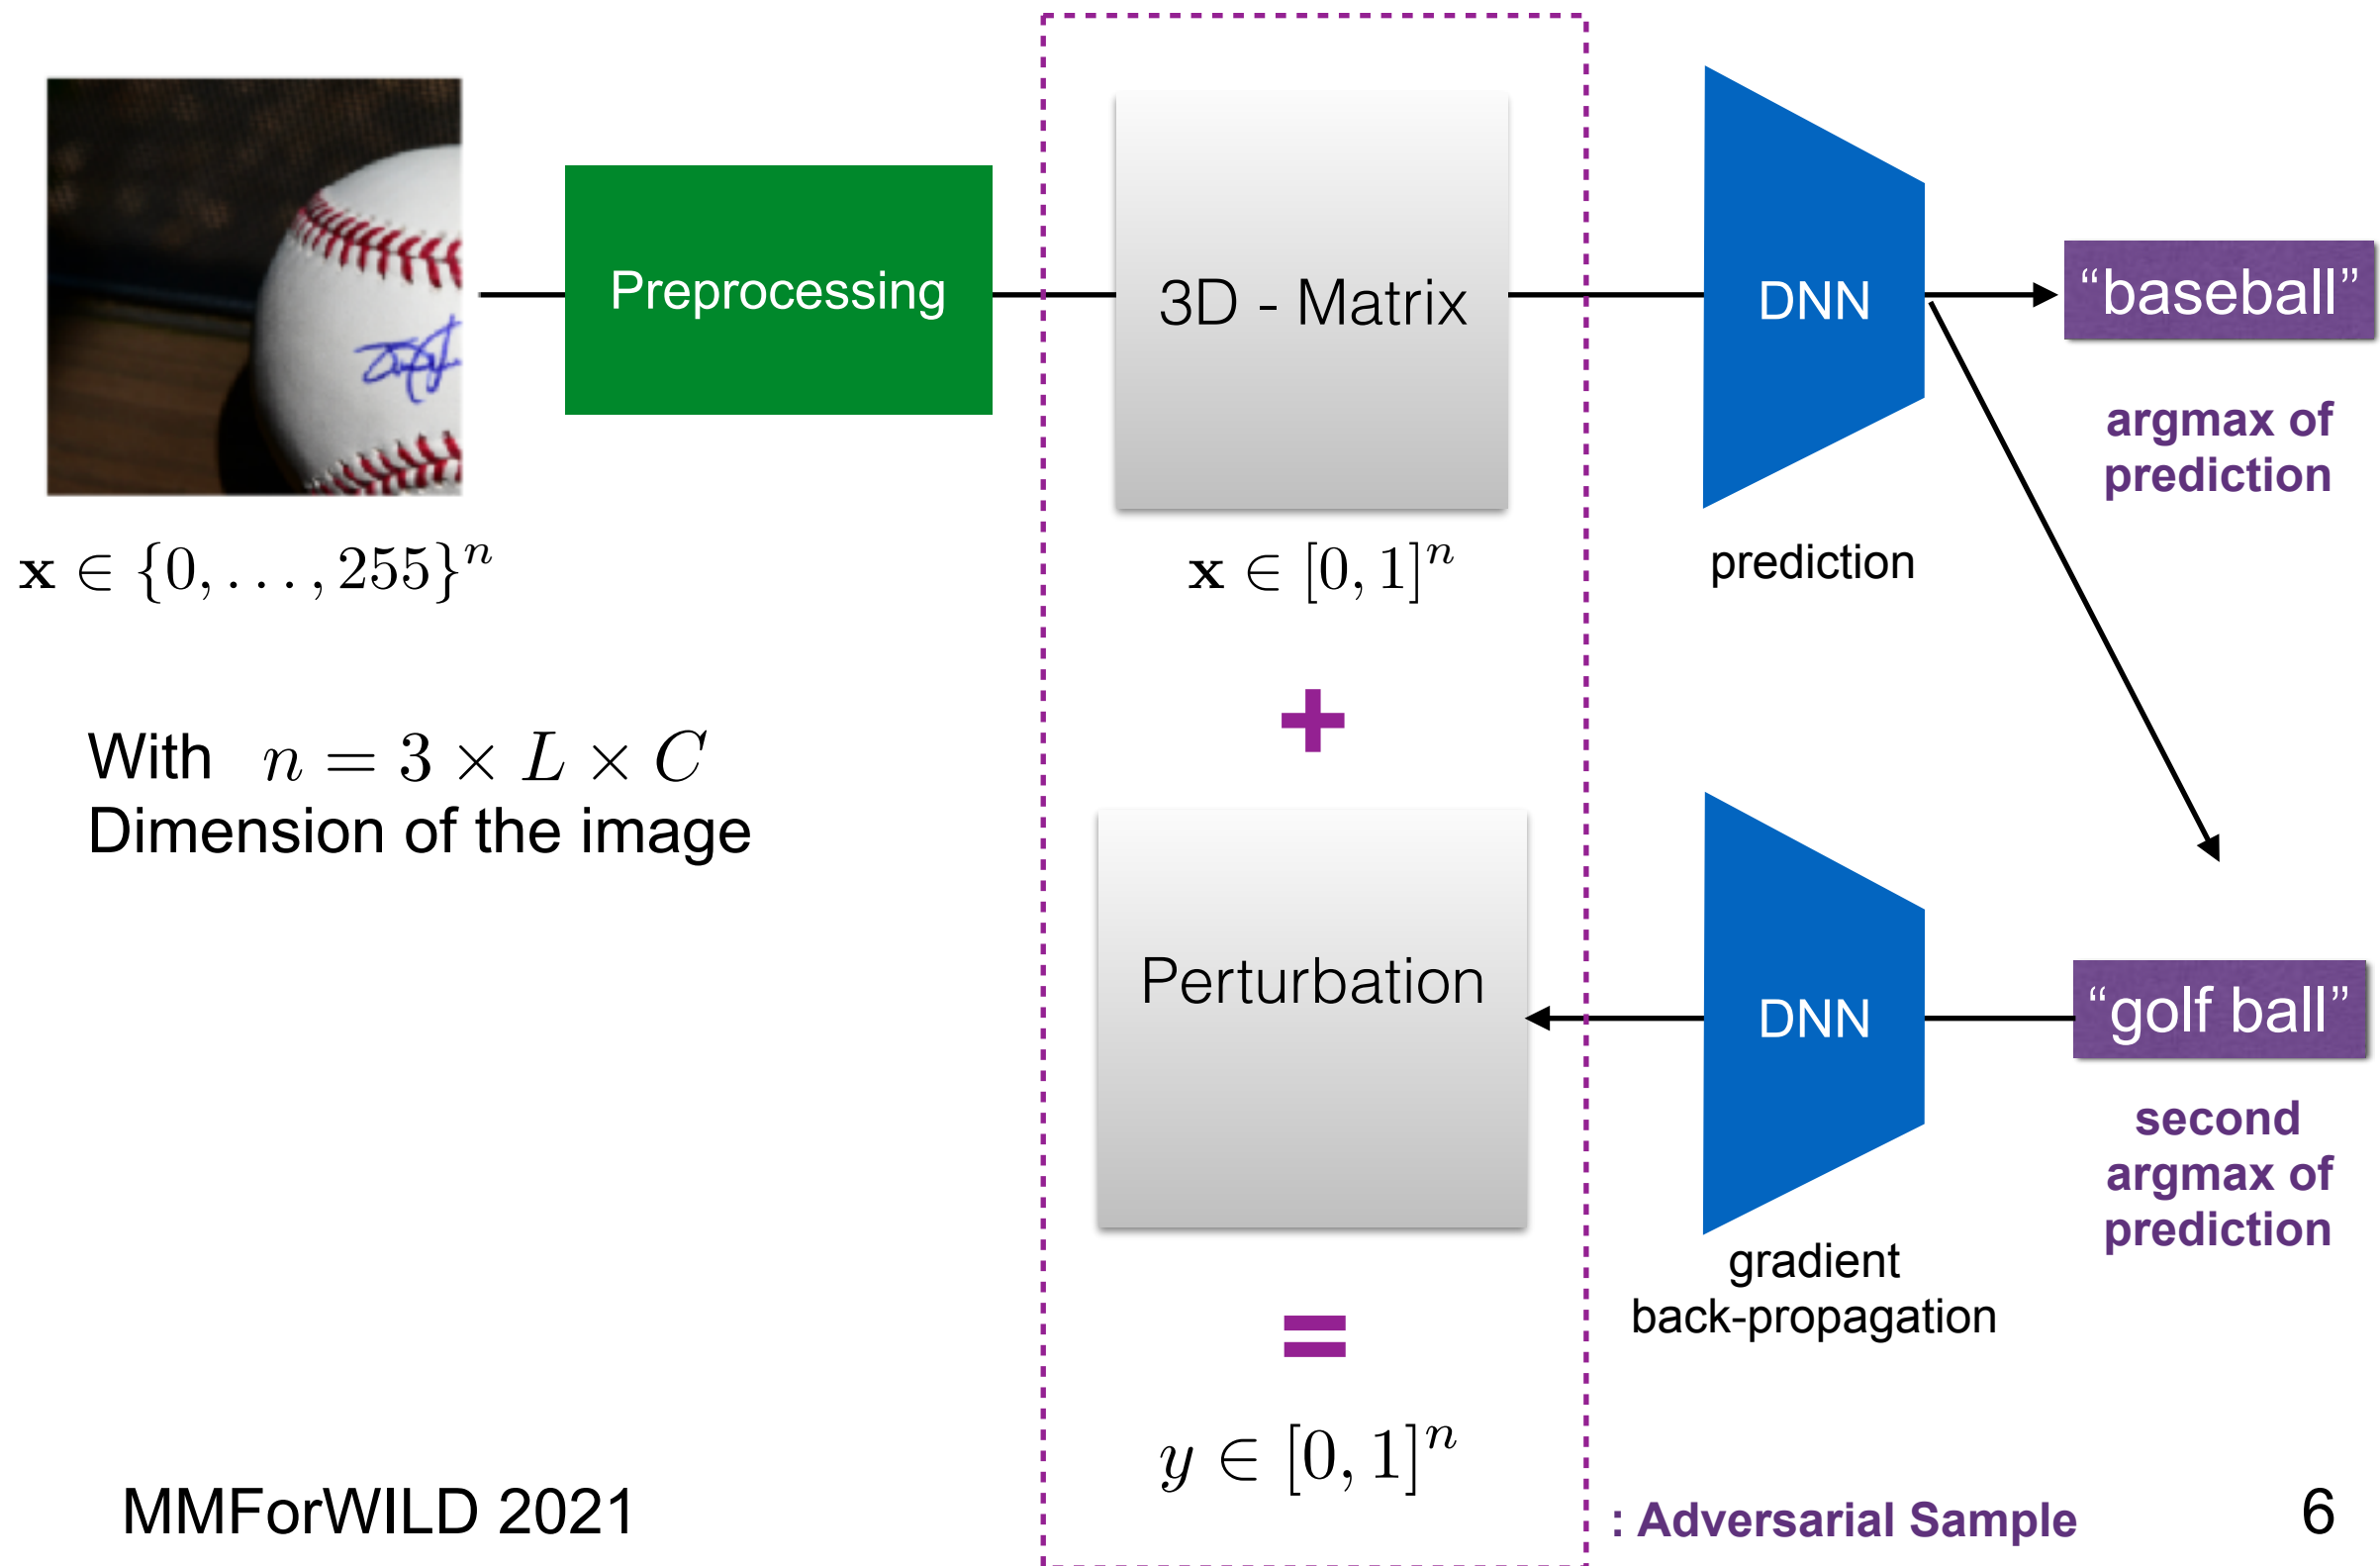 Preprocessing
3D - Matrix
DNN
“baseball”
argmax of
prediction
x ∈ {0, . . . , 255}ⁿ
x ∈ [0, 1]ⁿ
prediction
+
With n = 3 × L × C
Dimension of the image
Perturbation
DNN
“golf ball”
second
argmax of
prediction
gradient
back-propagation
=
y ∈ [0, 1]ⁿ
: Adversarial Sample
MMForWILD 2021
6